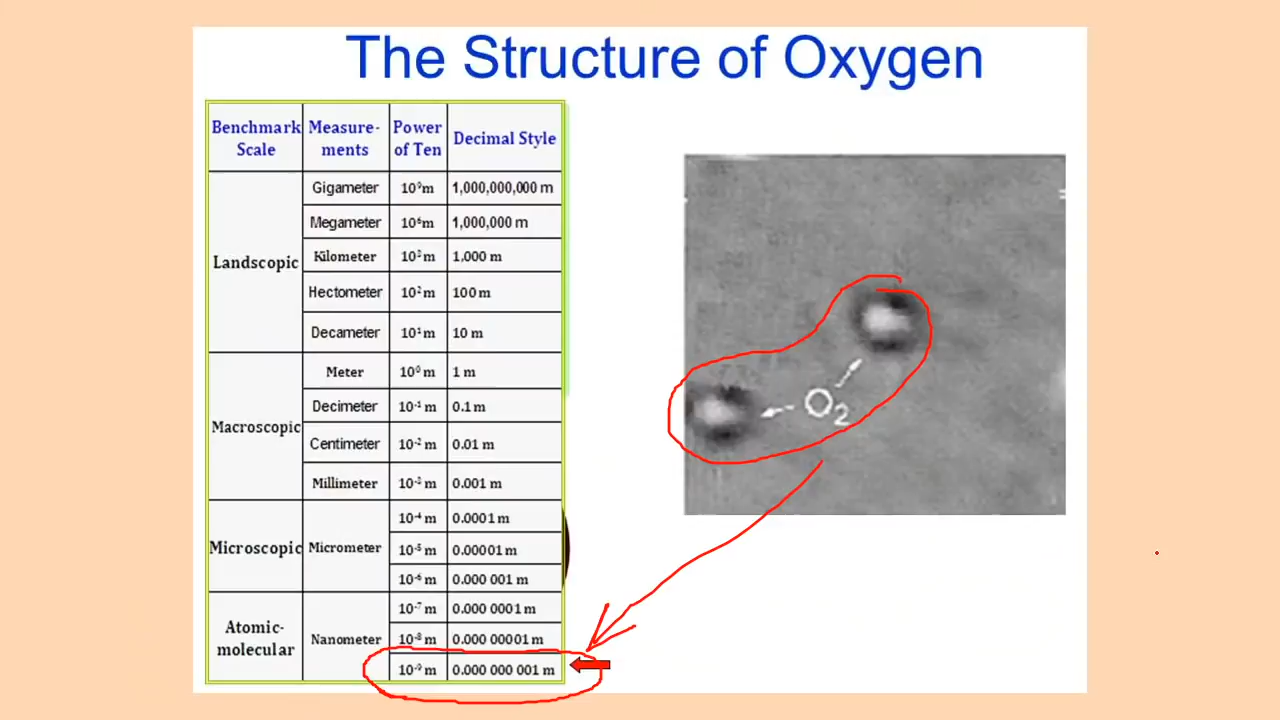 The Structure of Oxygen
Benchmark Scale | Measure-ments | Power of Ten | Decimal Style
Landscopic
Gigameter 10⁹m 1,000,000,000 m
Megameter 10⁶m 1,000,000 m
Kilometer 10³m 1,000 m
Hectometer 10² m 100 m
Decameter 10¹ m 10 m
Macroscopic
Meter 10⁰ m 1 m
Decimeter 10⁻¹ m 0.1 m
Centimeter 10⁻² m 0.01 m
Millimeter 10⁻³ m 0.001 m
Microscopic Micrometer
10⁻⁴ m 0.0001 m
10⁻⁵ m 0.00001 m
10⁻⁶ m 0.000 001 m
Atomic-molecular Nanometer
10⁻⁷ m 0.000 0001 m
10⁻⁸ m 0.000 00001 m
10⁻⁹ m 0.000 000 001 m
O₂